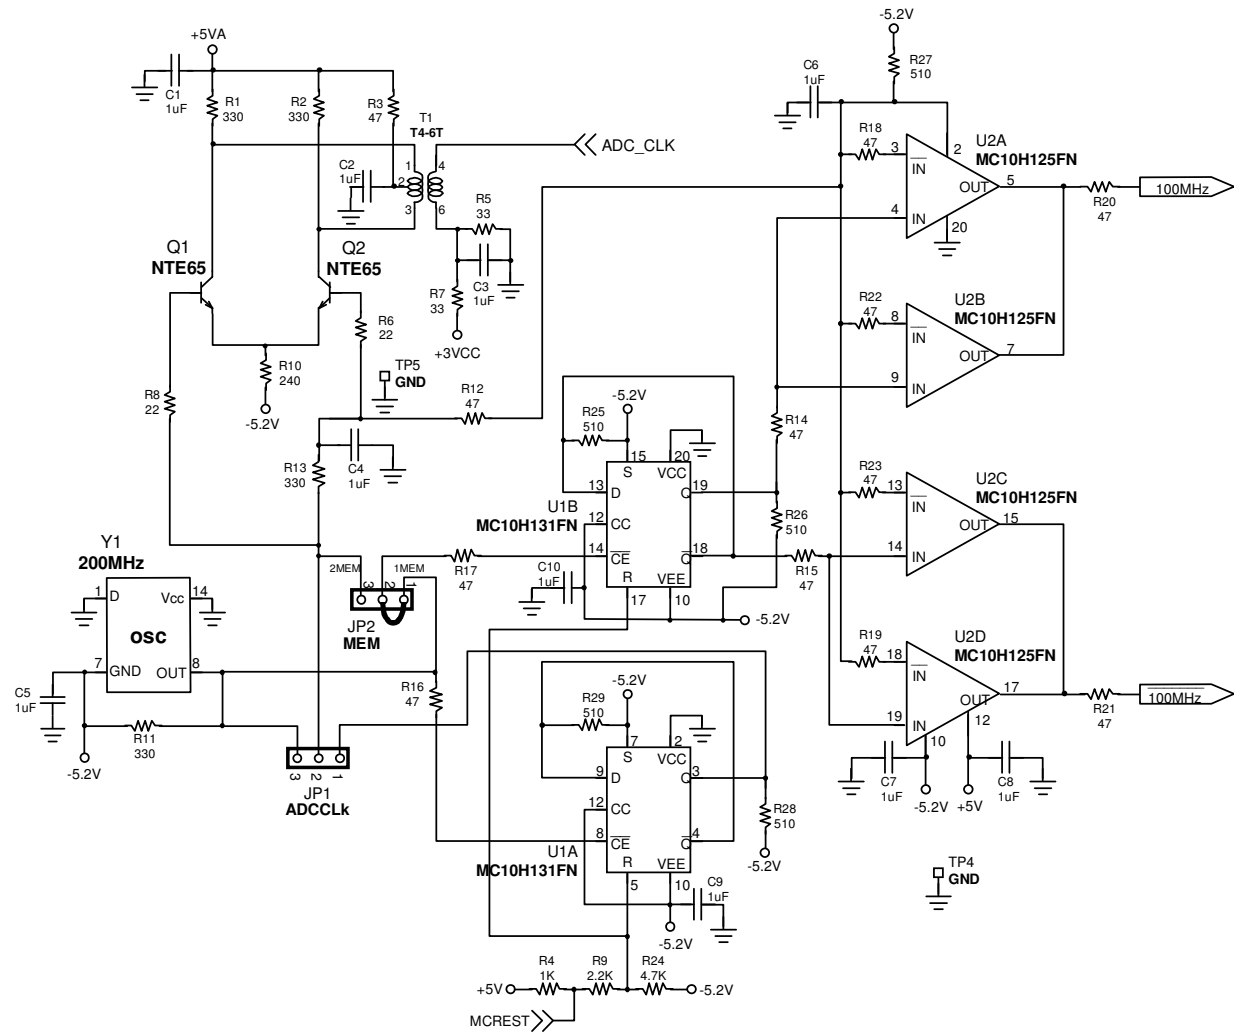 +5VA
C1
1uF
R1
330
R2
330
R3
47
T1
T4-6T
ADC_CLK
C2
1uF
1
2
3
4
6
R5
33
C3
1uF
R7
33
+3VCC
Q1
NTE65
Q2
NTE65
R6
22
R10
240
-5.2V
R8
22
TP5
GND
R12
47
R13
330
C4
1uF
Y1
200MHz
1
D
Vcc
14
OSC
7
GND
OUT
8
C5
1uF
R11
330
-5.2V
2MEM
1MEM
3
2
1
JP2
MEM
R17
47
R16
47
3
2
1
JP1
ADCCLk
-5.2V
R25
510
15
20
S
VCC
13
D
Q
19
U1B
MC10H131FN
12
CC
14
CE
Q
18
R
VEE
17
10
C10
1uF
-5.2V
R14
47
R26
510
R15
47
-5.2V
R29
510
7
2
S
VCC
9
D
Q
3
12
CC
8
CE
Q
4
U1A
MC10H131FN
R
VEE
5
10
C9
1uF
-5.2V
R28
510
-5.2V
R4
1K
R9
2.2K
R24
4.7K
+5V
-5.2V
MCREST
-5.2V
R27
510
C6
1uF
R18
47
3
IN
2
U2A
MC10H125FN
OUT
5
4
IN
20
R20
47
100MHz
R22
47
8
IN
U2B
MC10H125FN
OUT
7
9
IN
R23
47
13
IN
U2C
MC10H125FN
OUT
15
14
IN
R19
47
18
IN
U2D
MC10H125FN
OUT
17
19
IN
12
10
R21
47
100MHz
C7
1uF
-5.2V
+5V
C8
1uF
TP4
GND